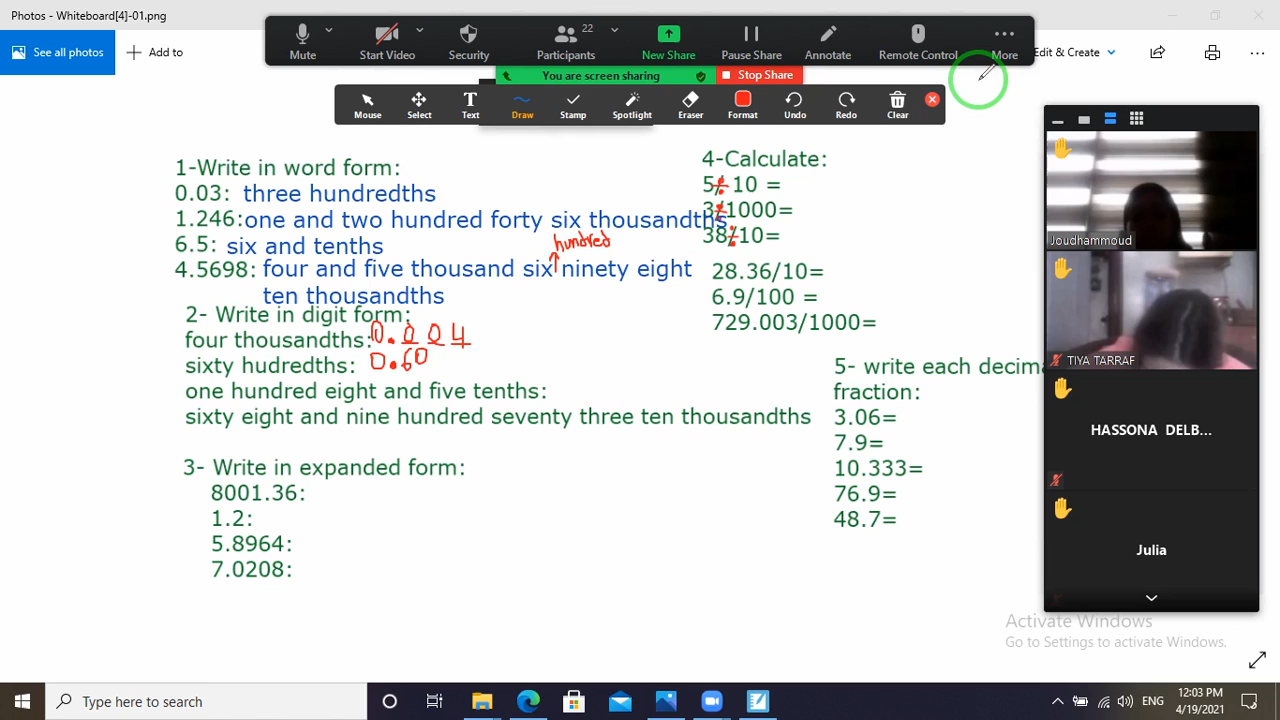 Photos - Whiteboard[4]-01.png
See all photos
Add to
Mute
Start Video
Security
22
Participants
New Share
Pause Share
Annotate
Remote Control
More
Edit & Create
You are screen sharing
Stop Share
Mouse
Select
Text
Draw
Stamp
Spotlight
Eraser
Format
Undo
Redo
Clear
1-Write in word form:
0.03: three hundredths
1.246:one and two hundred forty six thousandths
6.5: six and tenths
hundred
4.5698: four and five thousand six ninety eight
ten thousandths
2- Write in digit form:
four thousandths: 0.004
sixty hudredths: 0.60
one hundred eight and five tenths:
sixty eight and nine hundred seventy three ten thousandths
3- Write in expanded form:
8001.36:
1.2:
5.8964:
7.0208:
4-Calculate:
5÷10 =
3÷1000=
38÷10=
28.36/10=
6.9/100 =
729.003/1000=
5- write each decima
fraction:
3.06=
7.9=
10.333=
76.9=
48.7=
Joudhammoud
TIYA TARRAF
HASSONA DELB...
Julia
Activate Windows
Go to Settings to activate Windows.
Type here to search
ENG
12:03 PM
4/19/2021